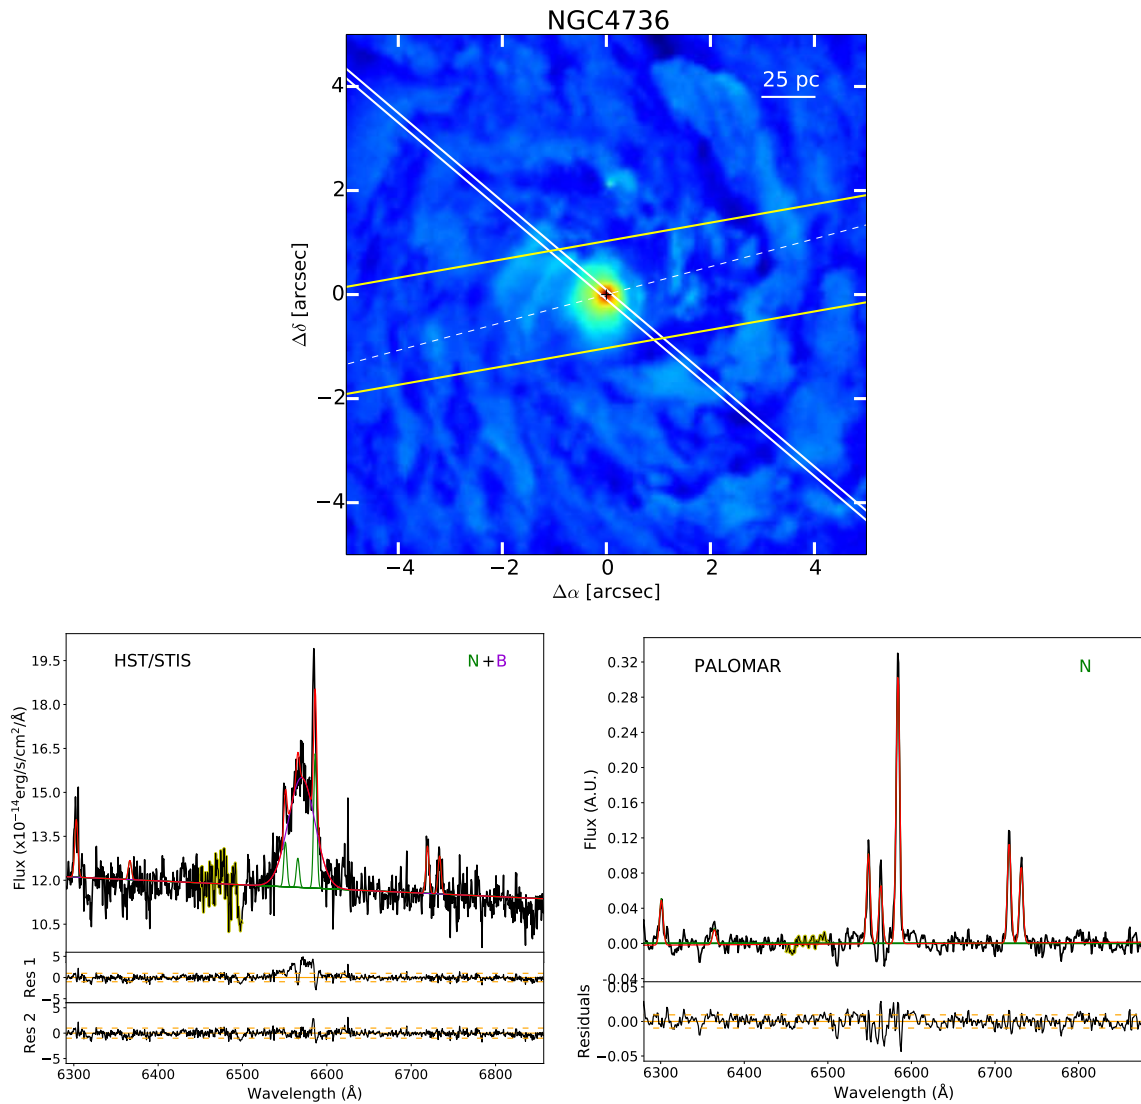 NGC4736
25 pc
4
2
0
−2
−4
Δδ [arcsec]
−4 −2 0 2 4
Δα [arcsec]
HST/STIS N+B
19.5
18.0
16.5
15.0
13.5
12.0
10.5
Flux (x10⁻¹⁴erg/s/cm²/Å)
5
0
−5
Res 1
5
0
−5
Res 2
6300 6400 6500 6600 6700 6800
Wavelength (Å)
PALOMAR N
0.32
0.28
0.24
0.20
0.16
0.12
0.08
0.04
0.00
−0.04
Flux (A.U.)
0.05
0.00
−0.05
Residuals
6300 6400 6500 6600 6700 6800
Wavelength (Å)